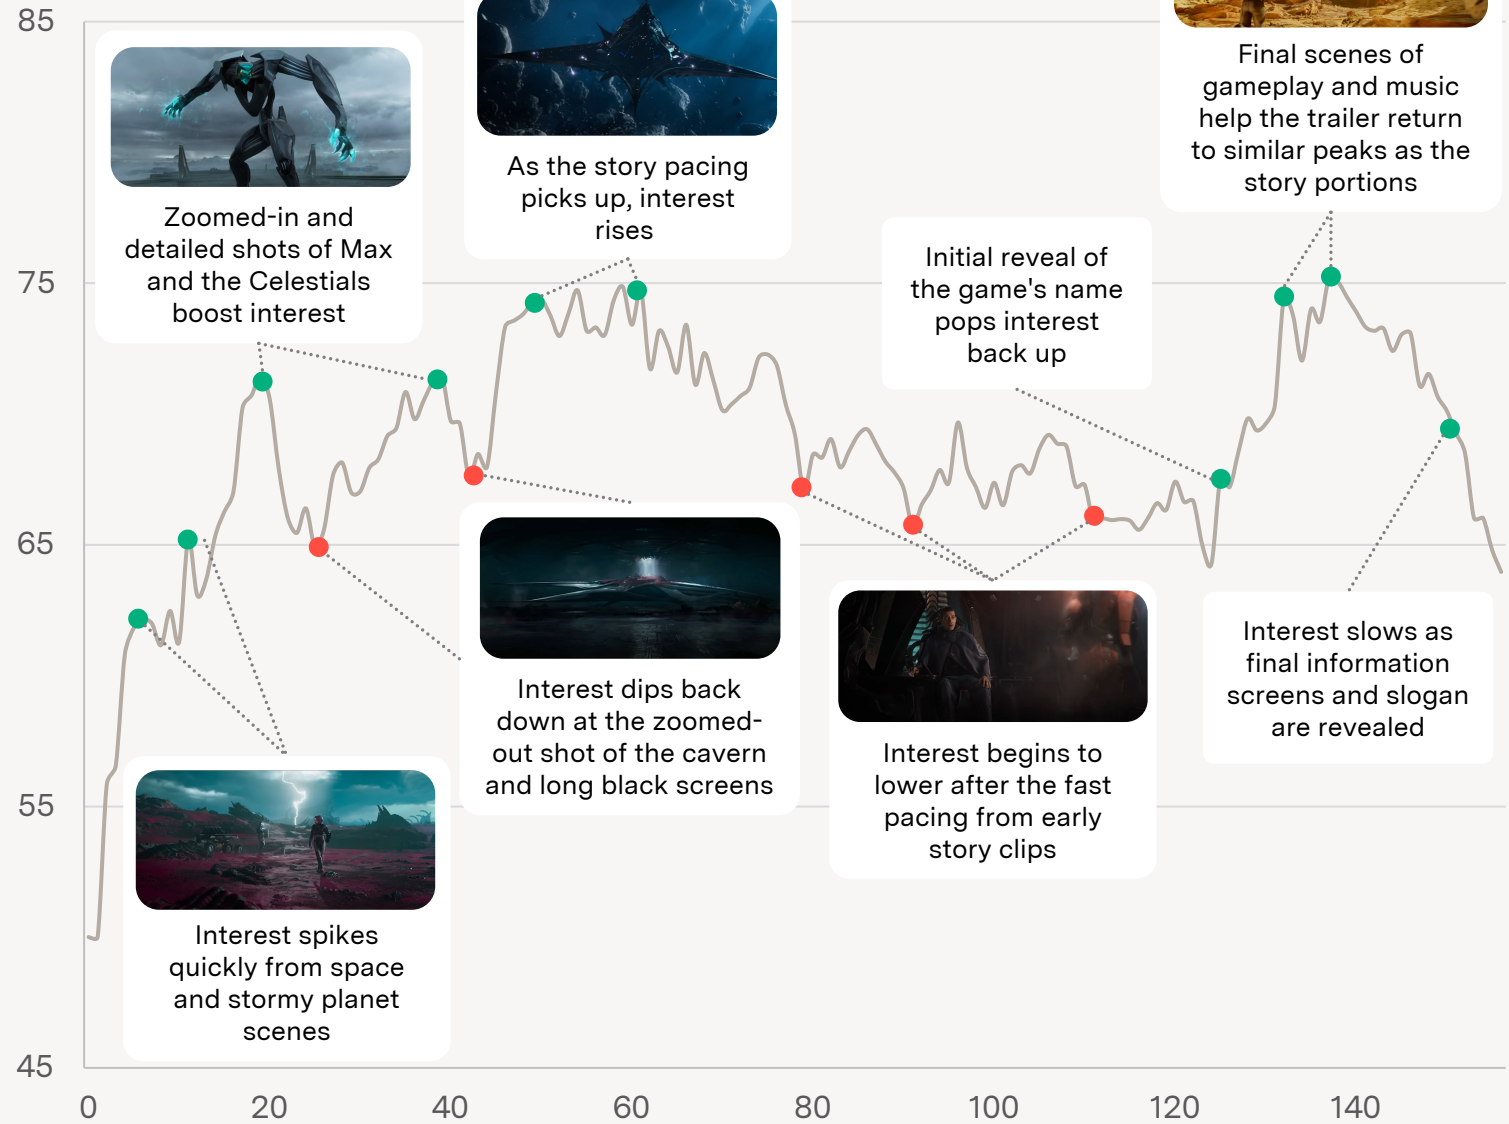 85
75
65
55
45
Zoomed-in and
detailed shots of Max
and the Celestials
boost interest
As the story pacing
picks up, interest
rises
Final scenes of
gameplay and music
help the trailer return
to similar peaks as the
story portions
Initial reveal of
the game's name
pops interest
back up
Interest dips back
down at the zoomed-
out shot of the cavern
and long black screens
Interest begins to
lower after the fast
pacing from early
story clips
Interest slows as
final information
screens and slogan
are revealed
Interest spikes
quickly from space
and stormy planet
scenes
0 20 40 60 80 100 120 140